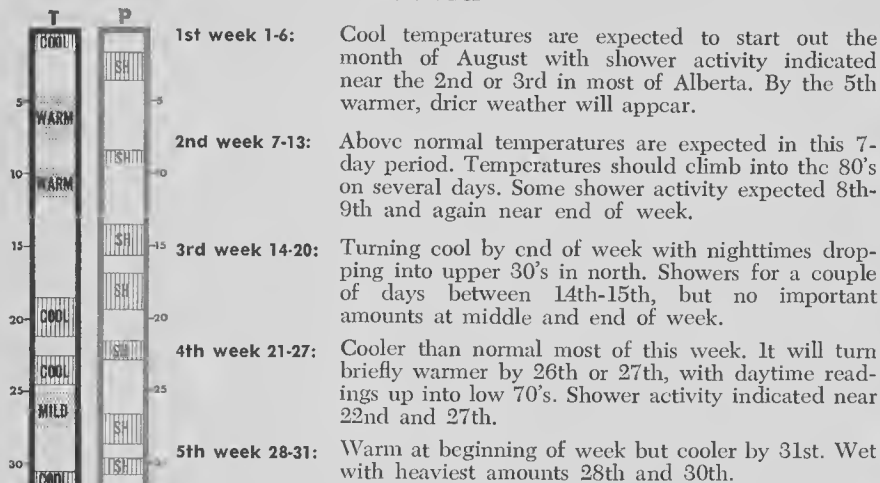 T P
COOL
SH
5 5
WARM
SH
10 0
WARM
SH
15 15
SH
COOL
20 20
SH
COOL
25 25
MILD
SH
30
SH
COOL
1st week 1-6: Cool temperatures are expected to start out the
month of August with shower activity indicated
near the 2nd or 3rd in most of Alberta. By the 5th
warmer, drier weather will appear.
2nd week 7-13: Above normal temperatures are expected in this 7-
day period. Temperatures should climb into the 80's
on several days. Some shower activity expected 8th-
9th and again near end of week.
3rd week 14-20: Turning cool by end of week with nighttimes drop-
ping into upper 30's in north. Showers for a couple
of days between 14th-15th, but no important
amounts at middle and end of week.
4th week 21-27: Cooler than normal most of this week. It will turn
briefly warmer by 26th or 27th, with daytime read-
ings up into low 70's. Shower activity indicated near
22nd and 27th.
5th week 28-31: Warm at beginning of week but cooler by 31st. Wet
with heaviest amounts 28th and 30th.